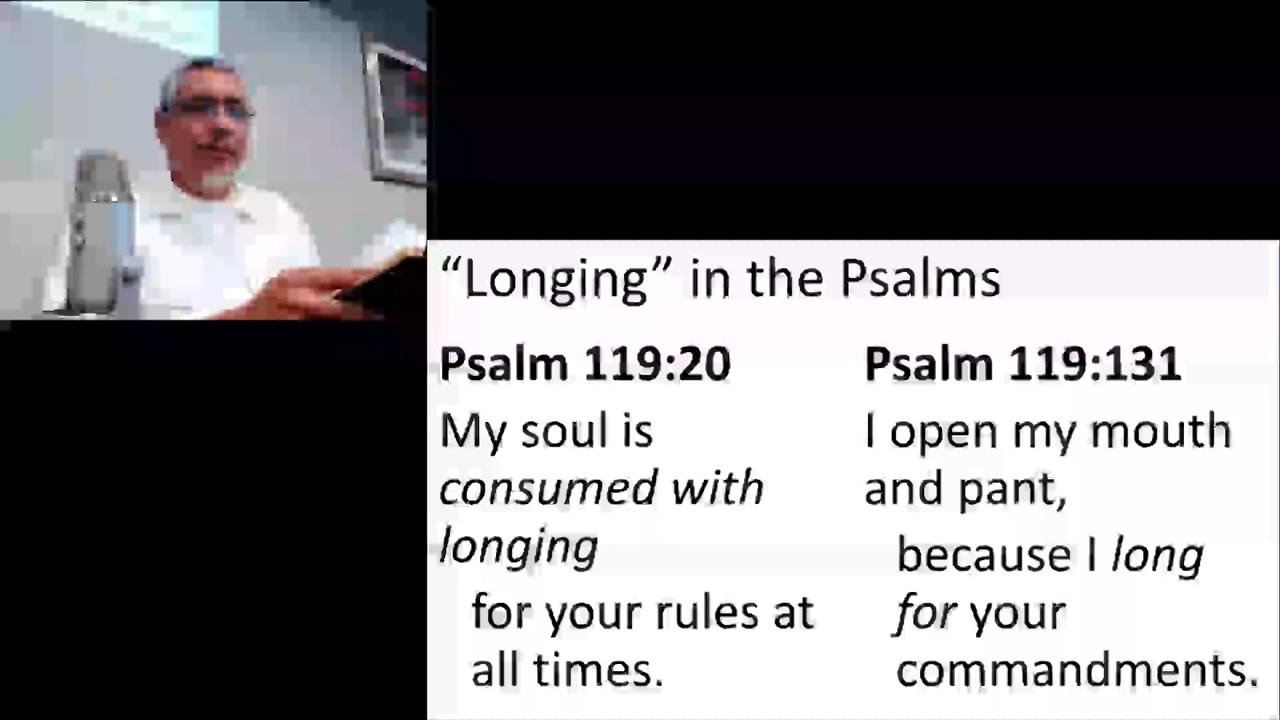 “Longing” in the Psalms
Psalm 119:20
My soul is
consumed with
longing
for your rules at
all times.
Psalm 119:131
I open my mouth
and pant,
because I long
for your
commandments.